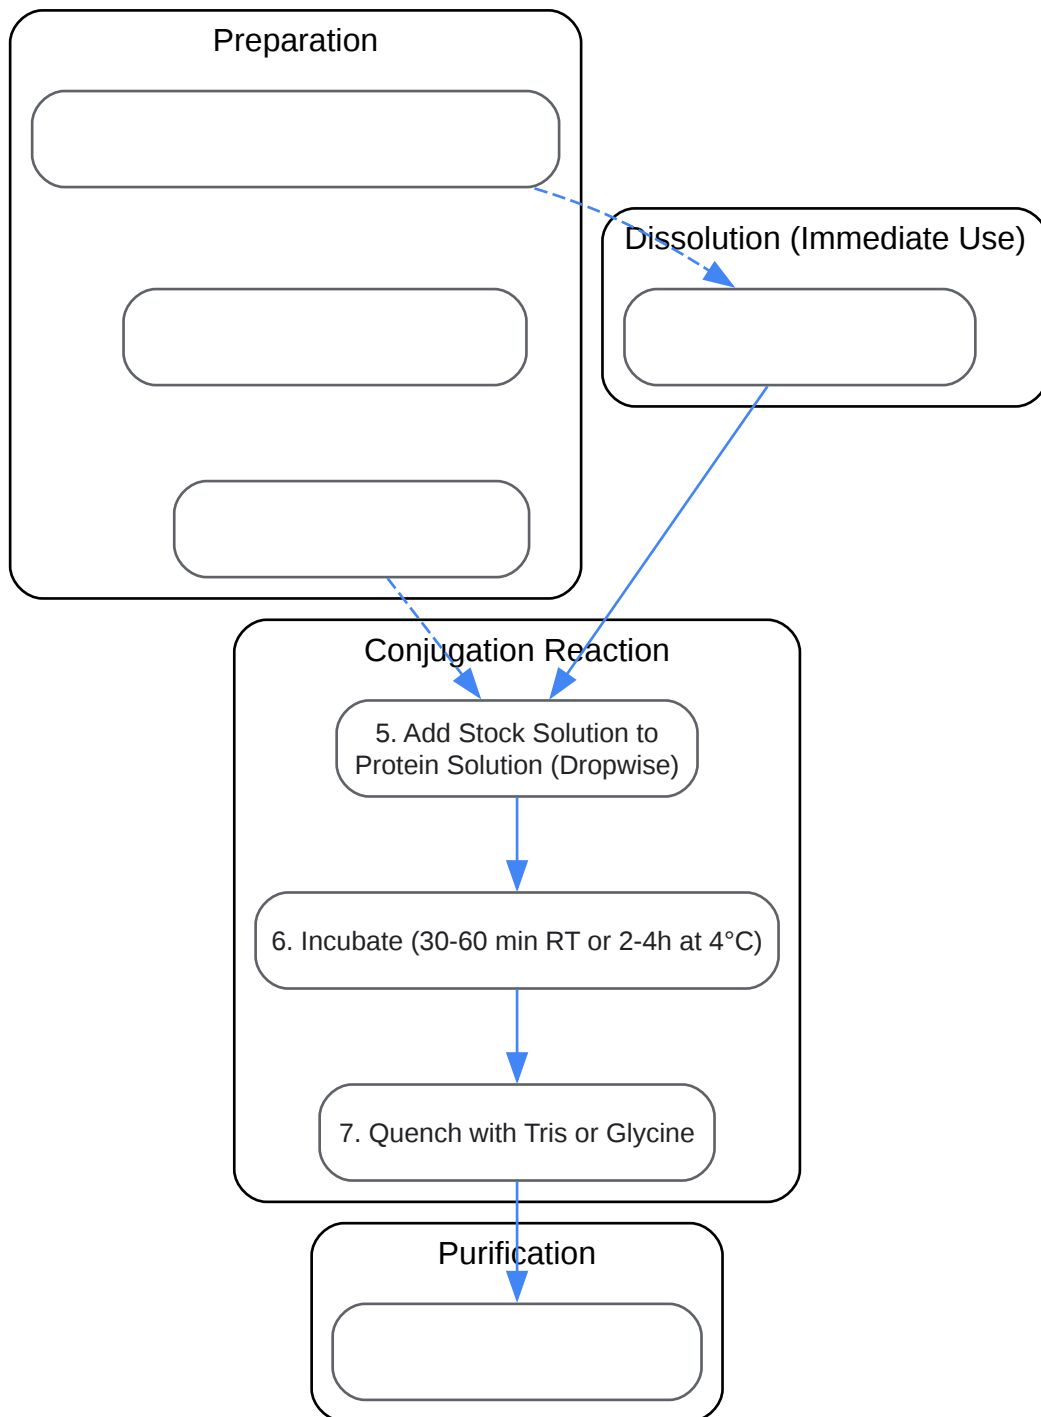 Preparation
Dissolution (Immediate Use)
Conjugation Reaction
5. Add Stock Solution to
Protein Solution (Dropwise)
6. Incubate (30-60 min RT or 2-4h at 4°C)
7. Quench with Tris or Glycine
Purification